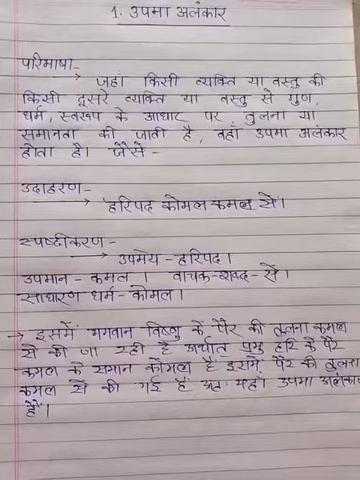 1. उपमा अलंकार
परिभाषा-
जहां किसी व्यक्ति या वस्तु की
किसी दूसरे व्यक्ति या वस्तु से गुण,
धर्म, स्वरूप के आधार पर तुलना या
समानता की जाती है, वहाँ उपमा अलंकार
होता है। जैसे -
उदाहरण-
हरिपद कोमल कमल से।
स्पष्टीकरण -
उपमेय - हरिपद।
उपमान - कमल। वाचक-शब्द - से।
साधारण धर्म - कोमल।
→ इसमें भगवान विष्णु के पैर की तुलना कमल
से की जा रही है अर्थात प्रभु हरि के पैर
कमल के समान कोमल हैं इसमें पैर की तुलना
कमल से की गई है अतः यहां उपमा अलंकार
है।